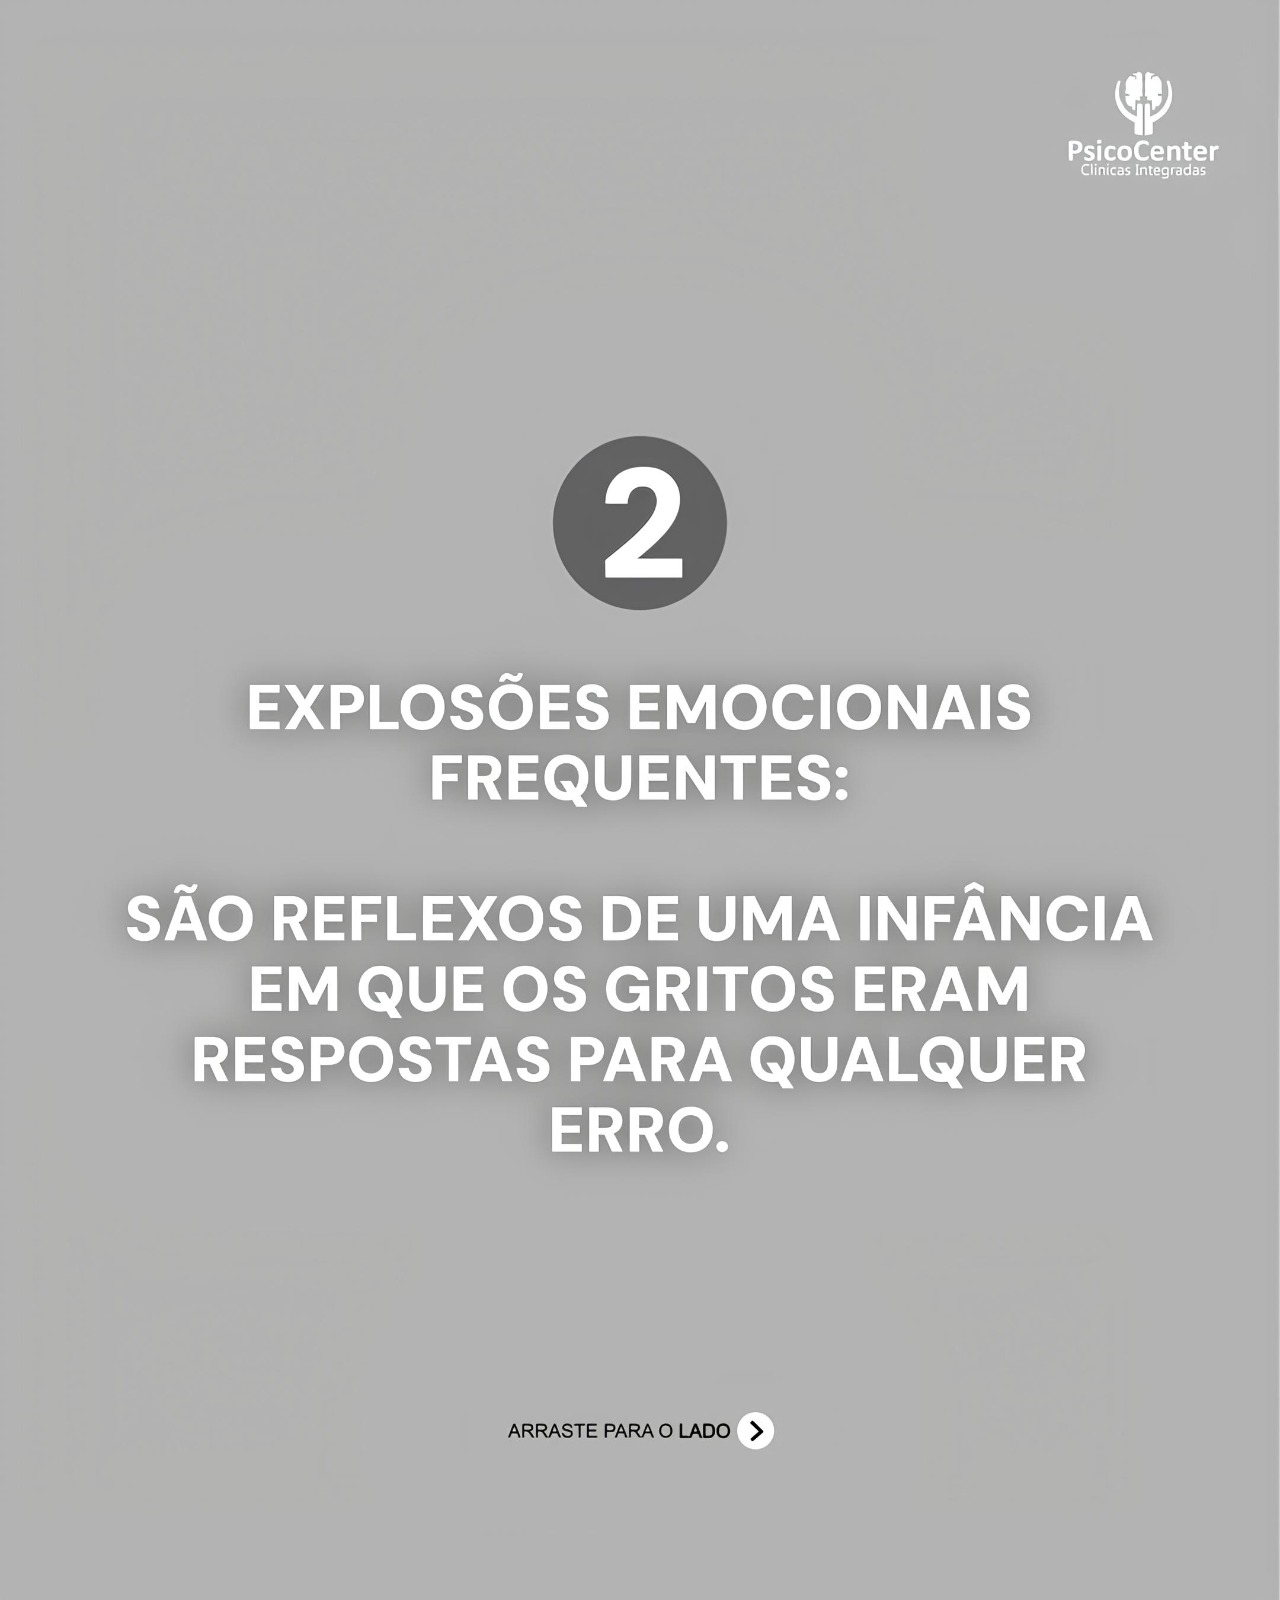 PsicoCenter
Clínicas Integradas
2
EXPLOSÕES EMOCIONAIS
FREQUENTES:
SÃO REFLEXOS DE UMA INFÂNCIA
EM QUE OS GRITOS ERAM
RESPOSTAS PARA QUALQUER
ERRO.
ARRASTE PARA O LADO